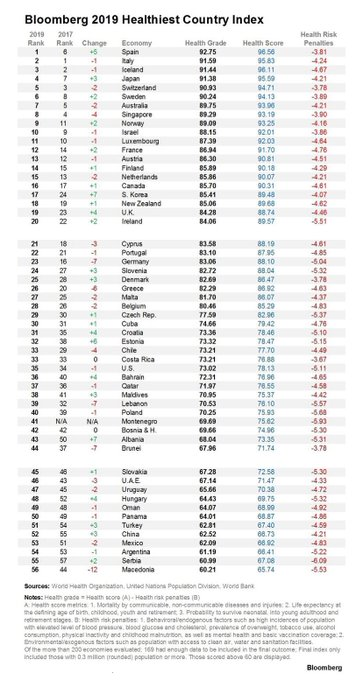 Bloomberg 2019 Healthiest Country Index
2019 Rank 2017 Rank Change Economy Health Grade Health Score Health Risk Penalties
1 6 +5 Spain 92.75 96.56 -3.81
2 1 -1 Italy 91.59 95.83 -4.24
3 2 -1 Iceland 91.44 96.11 -4.67
4 7 +3 Japan 91.38 95.59 -4.21
5 3 -2 Switzerland 90.93 94.71 -3.78
6 8 +2 Sweden 90.24 94.13 -3.89
7 5 -2 Australia 89.75 93.96 -4.21
8 4 -4 Singapore 89.29 93.19 -3.90
9 11 +2 Norway 89.09 93.25 -4.16
10 9 -1 Israel 88.15 92.01 -3.86
11 10 -1 Luxembourg 87.39 92.03 -4.64
12 14 +2 France 86.94 91.70 -4.76
13 12 -1 Austria 86.30 90.81 -4.51
14 15 +1 Finland 85.89 90.18 -4.29
15 13 -2 Netherlands 85.86 90.07 -4.21
16 17 +1 Canada 85.70 90.31 -4.61
17 24 +7 S. Korea 85.41 89.48 -4.07
18 19 +1 New Zealand 85.06 89.68 -4.62
19 23 +4 U.K. 84.28 88.74 -4.46
20 22 +2 Ireland 84.06 89.57 -5.51
21 18 -3 Cyprus 83.58 88.19 -4.61
22 21 -1 Portugal 83.10 87.95 -4.85
23 16 -7 Germany 83.06 88.10 -5.04
24 27 +3 Slovenia 82.72 88.04 -5.32
25 28 +3 Denmark 82.69 86.47 -3.78
26 20 -6 Greece 82.29 86.92 -4.63
27 25 -2 Malta 81.70 86.07 -4.37
28 26 -2 Belgium 80.46 85.29 -4.83
29 30 +1 Czech Rep. 77.59 82.96 -5.37
30 31 +1 Cuba 74.66 79.42 -4.76
31 35 +4 Croatia 73.36 78.46 -5.10
32 38 +6 Estonia 73.32 78.47 -5.15
33 29 -4 Chile 73.21 77.70 -4.49
33 33 0 Costa Rica 73.21 76.88 -3.67
35 34 -1 U.S. 73.02 78.13 -5.11
36 40 +4 Bahrain 72.31 76.96 -4.65
37 36 -1 Qatar 71.97 76.55 -4.58
38 41 +3 Maldives 70.95 75.37 -4.42
39 32 -7 Lebanon 70.53 76.10 -5.57
40 39 -1 Poland 70.25 75.93 -5.68
41 N/A N/A Montenegro 69.69 75.62 -5.93
42 42 0 Bosnia & H. 69.66 74.96 -5.30
43 50 +7 Albania 68.04 73.35 -5.31
44 37 -7 Brunei 67.96 71.74 -3.78
45 46 +1 Slovakia 67.28 72.58 -5.30
46 43 -3 U.A.E. 67.14 71.47 -4.33
47 45 -2 Uruguay 65.66 70.38 -4.72
48 52 +4 Hungary 64.43 69.75 -5.32
49 48 -1 Oman 64.07 68.99 -4.92
50 49 -1 Panama 64.01 68.87 -4.86
51 54 +3 Turkey 62.81 67.40 -4.59
52 55 +3 China 62.52 66.73 -4.21
53 51 -2 Mexico 62.09 66.92 -4.83
54 53 -1 Argentina 61.19 66.41 -5.22
55 57 +2 Serbia 60.99 67.08 -6.09
56 44 -12 Macedonia 60.21 65.74 -5.53
Sources: World Health Organization, United Nations Population Division, World Bank
Notes: Health grade = Health score (A) - Health risk penalties (B)
A: Health score metrics: 1. Mortality by communicable, non-communicable diseases and injuries; 2. Life expectancy at
the defining age of birth, childhood, youth and retirement; 3. Probability to survive neonatal, into young adulthood and
retirement stages. B: Health risk penalties: 1. Behavioral/endogenous factors such as high incidences of population
with elevated level of blood pressure, blood glucose and cholesterol, prevalence of overweight, tobacco use, alcohol
consumption, physical inactivity and childhood malnutrition, as well as mental health and basic vaccination coverage; 2.
Environmental/exogenous factors such as population with access to clean air, water and sanitation facilities.
Of the more than 200 economies evaluated, 169 had enough data to be included in the final outcome; Final index only
included those with 0.3 million (rounded) population or more. Those scored above 60 are displayed.
Bloomberg